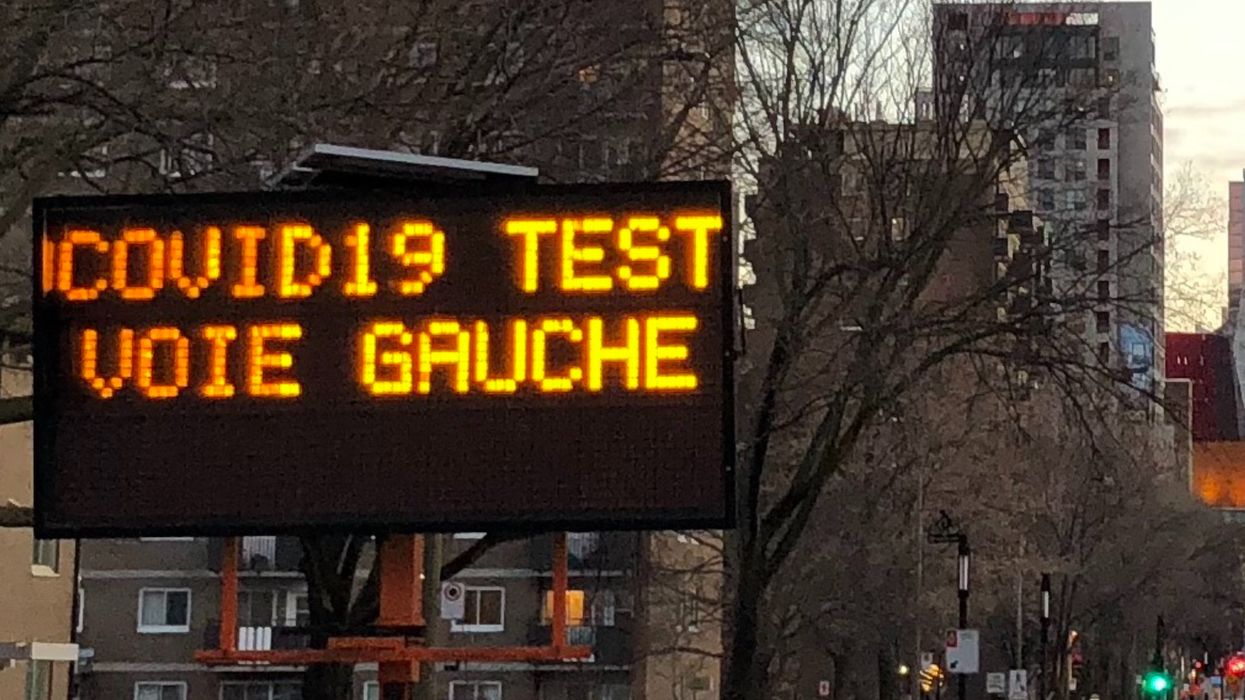 COVID19 TEST
VOIE GAUCHE